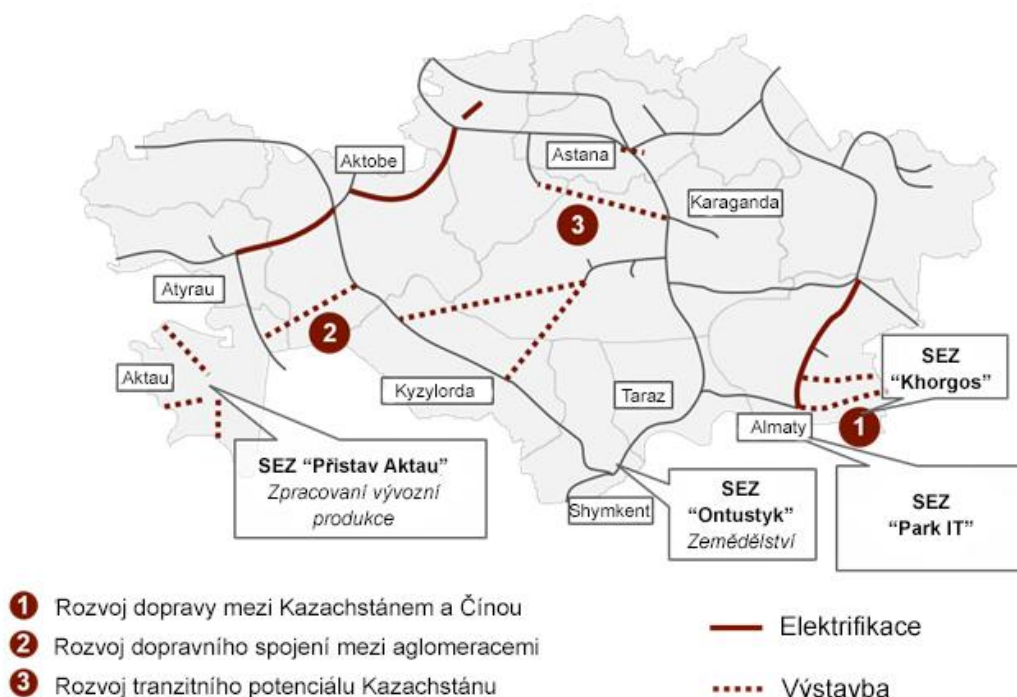 Aktobe
Astana
Karaganda
3
Atyrau
2
Aktau
Kyzylorda
Taraz
SEZ
“Khorgos”
Almaty
1
SEZ “Přistav Aktau”
Zpracovaní vývozní
produkce
Shymkent
SEZ
“Ontustyk”
Zemědělství
SEZ
“Park IT”
1 Rozvoj dopravy mezi Kazachstánem a Čínou
2 Rozvoj dopravního spojení mezi aglomeracemi
3 Rozvoj tranzitního potenciálu Kazachstánu
Elektrifikace
Výstavba